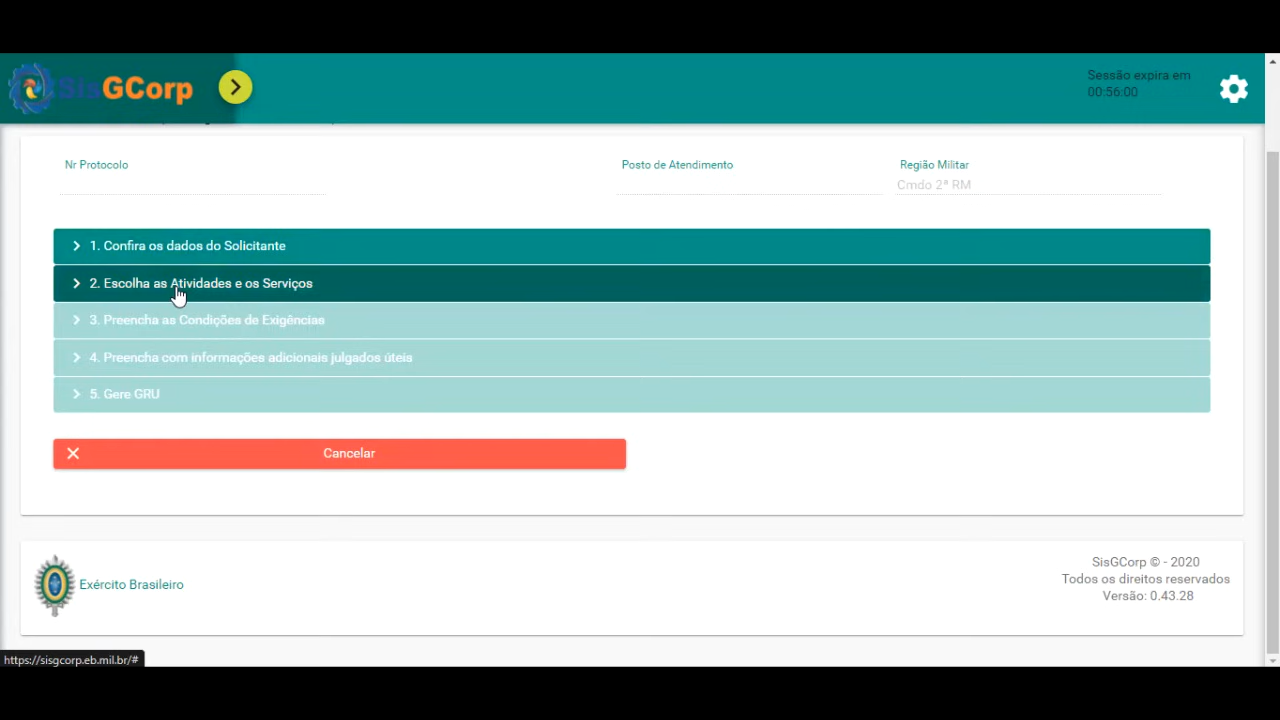 SisGCorp
Sessão expira em
00:56:00
Nr Protocolo
Posto de Atendimento
Região Militar
Cmdo 2ª RM
1. Confira os dados do Solicitante
2. Escolha as Atividades e os Serviços
3. Preencha as Condições de Exigências
4. Preencha com informações adicionais julgados úteis
5. Gere GRU
Cancelar
Exército Brasileiro
SisGCorp © - 2020
Todos os direitos reservados
Versão: 0.43.28
https://sisgcorp.eb.mil.br/#